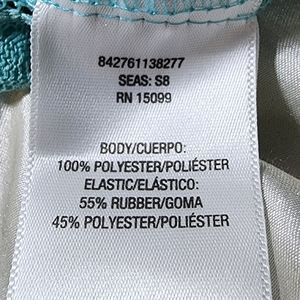 842761138277
SEAS: S8
RN 15099
BODY/CUERPO:
100% POLYESTER/POLIÉSTER
ELASTIC/ELÁSTICO:
55% RUBBER/GOMA
45% POLYESTER/POLIÉSTER